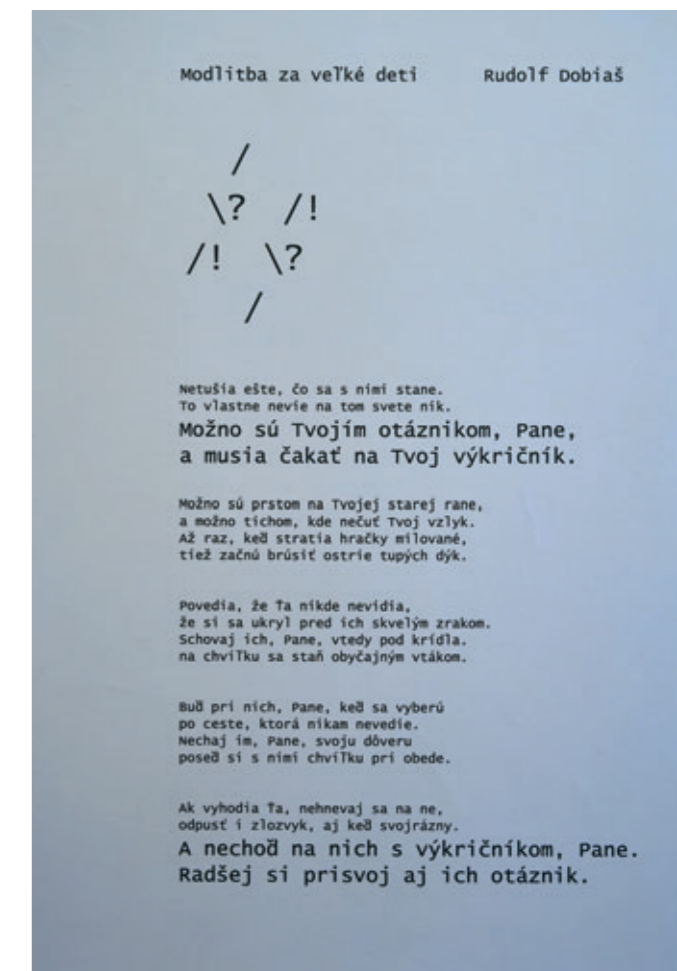 Modlitba za veľké deti Rudolf Dobiáš
/
\? /!
/! \?
/
Netušia ešte, čo sa s nimi stane.
To vlastne nevie na tom svete nik.
Možno sú Tvojím otáznikom, Pane,
a musia čakať na Tvoj výkričník.
Možno sú prstom na Tvojej starej rane,
a možno tichom, kde nečuť Tvoj vzlyk.
Až raz, keď stratia hračky milované,
tiež začnú brúsiť ostrie tupých dýk.
Povedia, že Ťa nikde nevidia,
že si sa ukryl pred ich skvelým zrakom.
Schovaj ich, Pane, vtedy pod krídla.
na chvíľku sa staň obyčajným vtákom.
Buď pri nich, Pane, keď sa vyberú
po ceste, ktorá nikam nevedie.
Nechaj im, Pane, svoju dôveru
poseď si s nimi chvíľku pri obede.
Ak vyhodia Ťa, nehnevaj sa na ne,
odpusť i zlozvyk, aj keď svojrázny.
A nechoď na nich s výkričníkom, Pane.
Radšej si prisvoj aj ich otáznik.